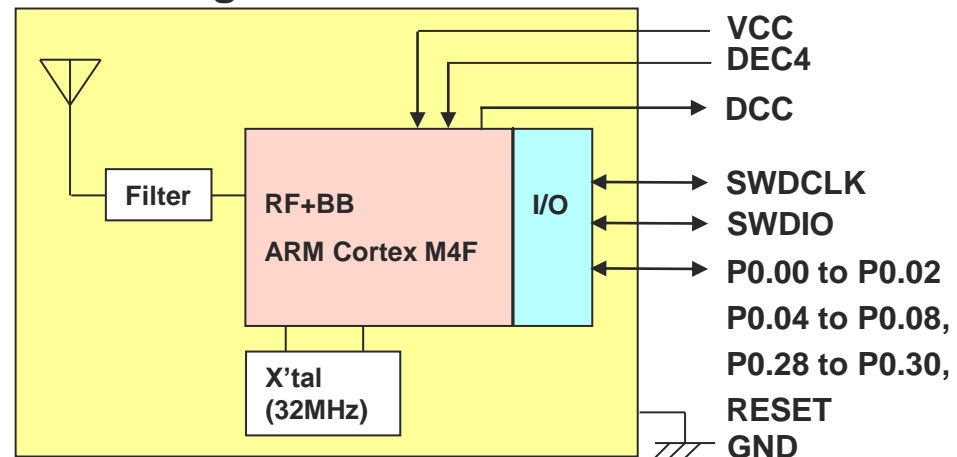 g
VCC
DEC4
DCC
Filter
RF+BB
ARM Cortex M4F
I/O
SWDCLK
SWDIO
P0.00 to P0.02
P0.04 to P0.08,
P0.28 to P0.30,
RESET
X'tal
(32MHz)
GND